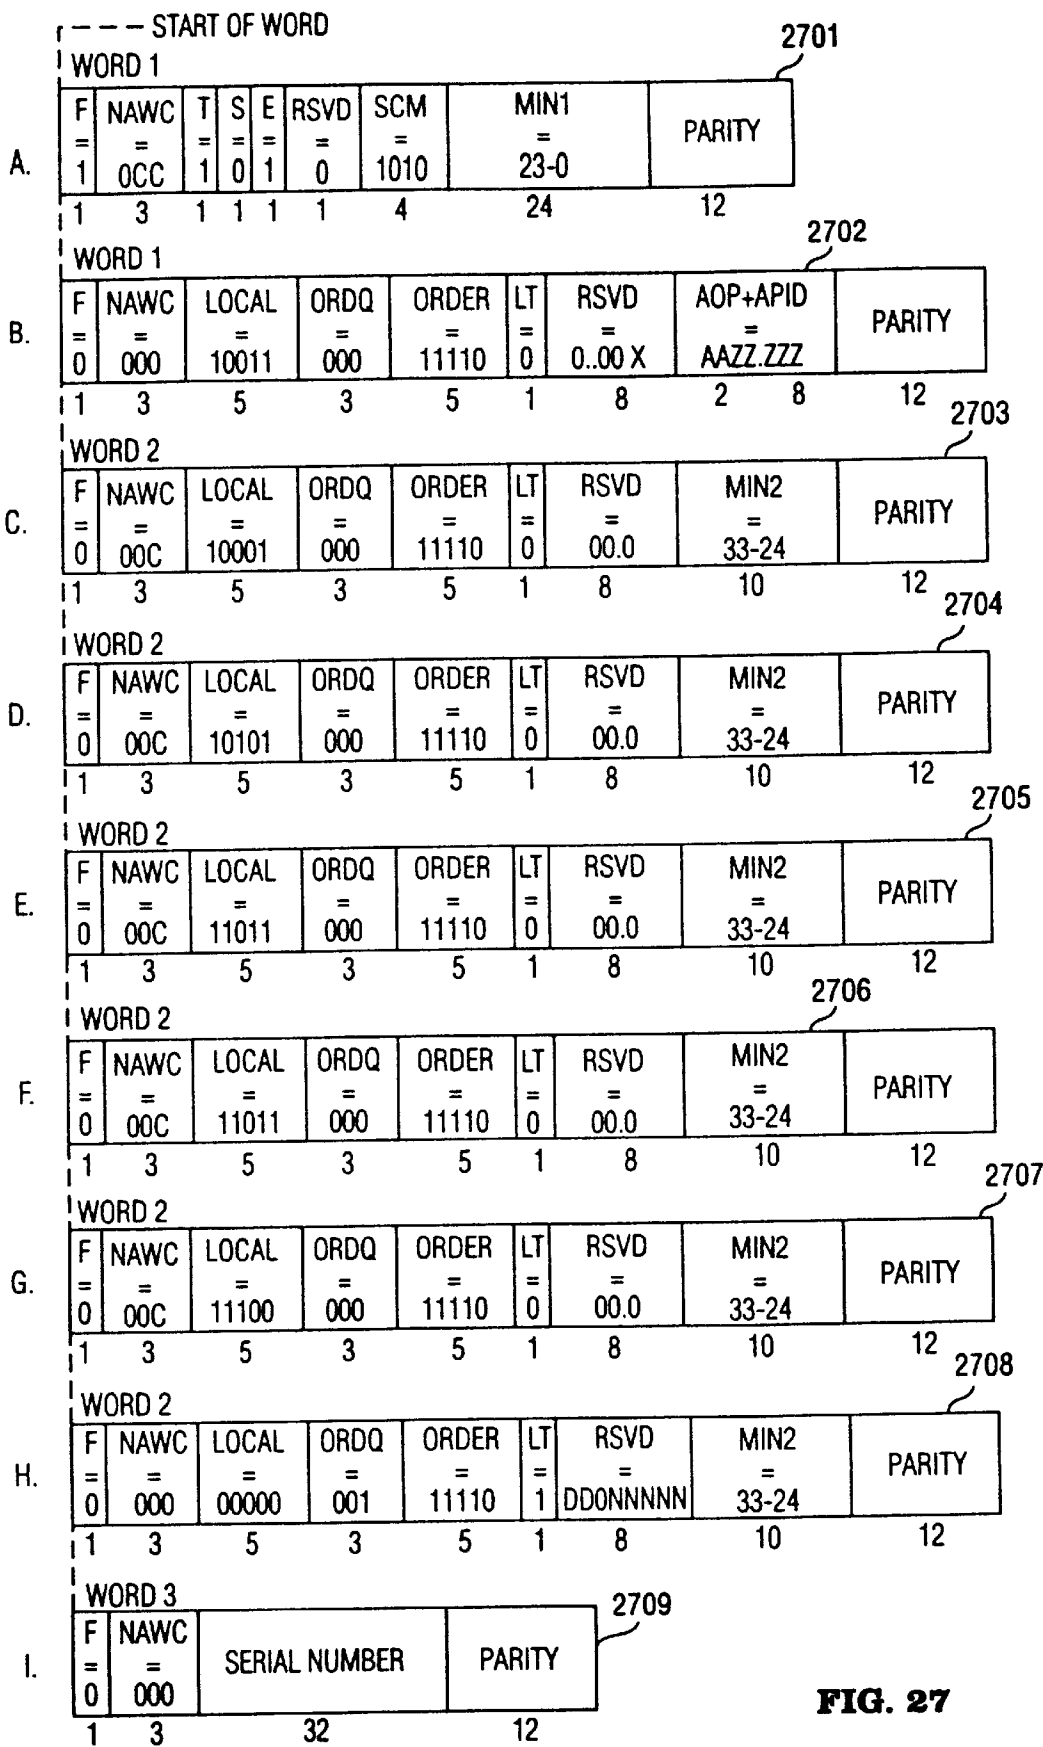 START OF WORD
2701
WORD 1
F NAWC T S E RSVD SCM MIN1
= = = = = = = = PARITY
A. 1 0CC 1 0 1 0 1010 23-0
1 3 1 1 1 1 4 24 12
2702
WORD 1
F NAWC LOCAL ORDQ ORDER LT RSVD AOP+APID
B. = = = = = = = = PARITY
0 000 10011 000 11110 0 0..00 X AAZZ.ZZZ
1 3 5 3 5 1 8 2 8 12
2703
WORD 2
F NAWC LOCAL ORDQ ORDER LT RSVD MIN2
C. = = = = = = = = PARITY
0 00C 10001 000 11110 0 00.0 33-24
1 3 5 3 5 1 8 10 12
2704
WORD 2
F NAWC LOCAL ORDQ ORDER LT RSVD MIN2
D. = = = = = = = = PARITY
0 00C 10101 000 11110 0 00.0 33-24
1 3 5 3 5 1 8 10 12
2705
WORD 2
F NAWC LOCAL ORDQ ORDER LT RSVD MIN2
E. = = = = = = = = PARITY
0 00C 11011 000 11110 0 00.0 33-24
1 3 5 3 5 1 8 10 12
2706
WORD 2
F NAWC LOCAL ORDQ ORDER LT RSVD MIN2
F. = = = = = = = = PARITY
0 00C 11011 000 11110 0 00.0 33-24
1 3 5 3 5 1 8 10 12
2707
WORD 2
F NAWC LOCAL ORDQ ORDER LT RSVD MIN2
G. = = = = = = = = PARITY
0 00C 11100 000 11110 0 00.0 33-24
1 3 5 3 5 1 8 10 12
2708
WORD 2
F NAWC LOCAL ORDQ ORDER LT RSVD MIN2
H. = = = = = = = = PARITY
0 000 00000 001 11110 1 DD0NNNNN 33-24
1 3 5 3 5 1 8 10 12
WORD 3
2709
F NAWC
I. = = SERIAL NUMBER PARITY
0 000
1 3 32 12
FIG. 27